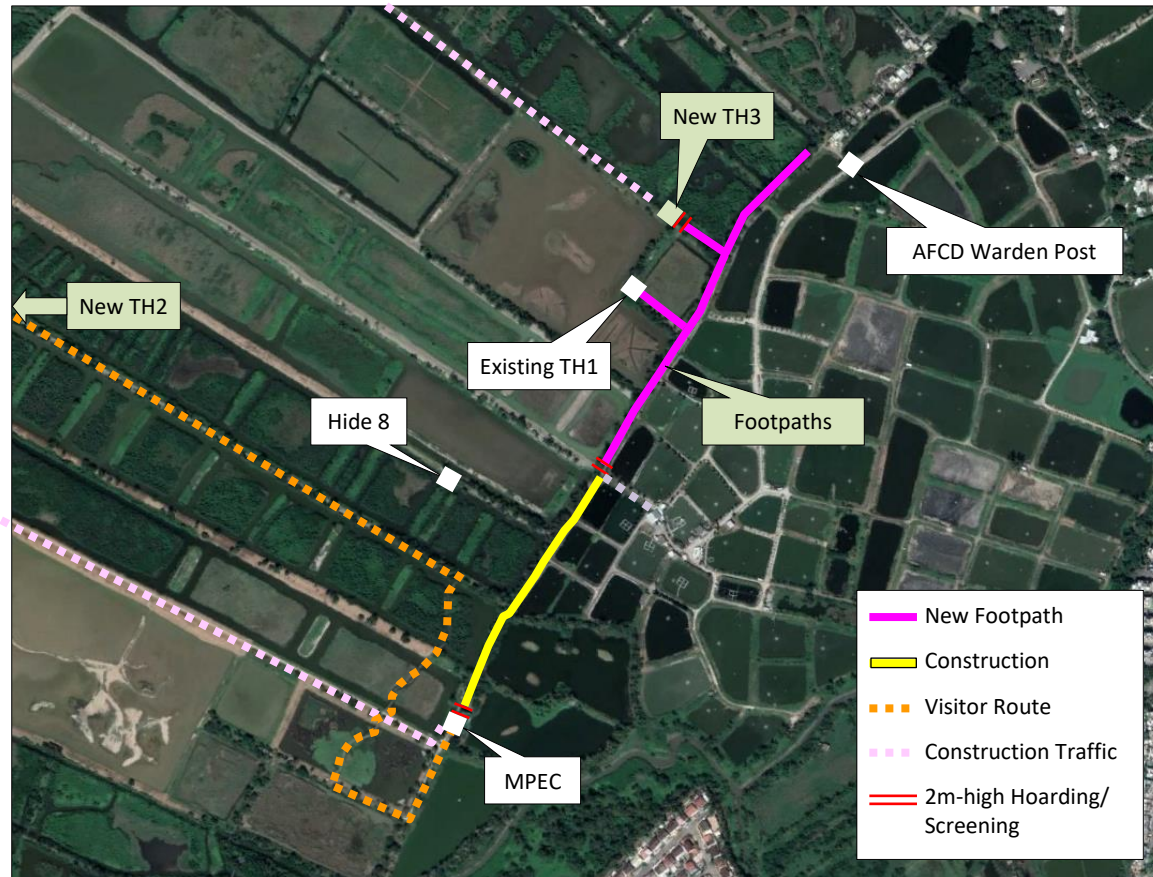 New TH3
AFCD Warden Post
New TH2
Existing TH1
Hide 8
Footpaths
MPEC
New Footpath
Construction
Visitor Route
Construction Traffic
2m-high Hoarding/
Screening